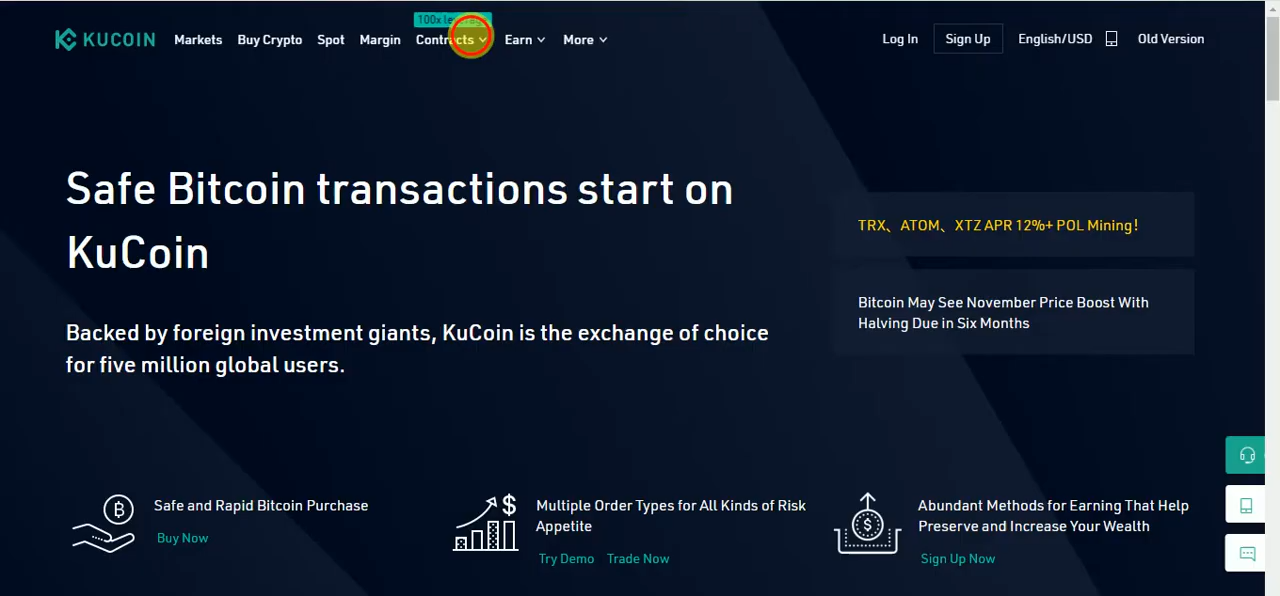 100x leverage
KUCOIN Markets Buy Crypto Spot Margin Contracts Earn More Log In Sign Up English/USD Old Version
Safe Bitcoin transactions start on
KuCoin
TRX、ATOM、XTZ APR 12%+ POL Mining!
Bitcoin May See November Price Boost With
Halving Due in Six Months
Backed by foreign investment giants, KuCoin is the exchange of choice
for five million global users.
Safe and Rapid Bitcoin Purchase
Buy Now
Multiple Order Types for All Kinds of Risk
Appetite
Try Demo Trade Now
Abundant Methods for Earning That Help
Preserve and Increase Your Wealth
Sign Up Now